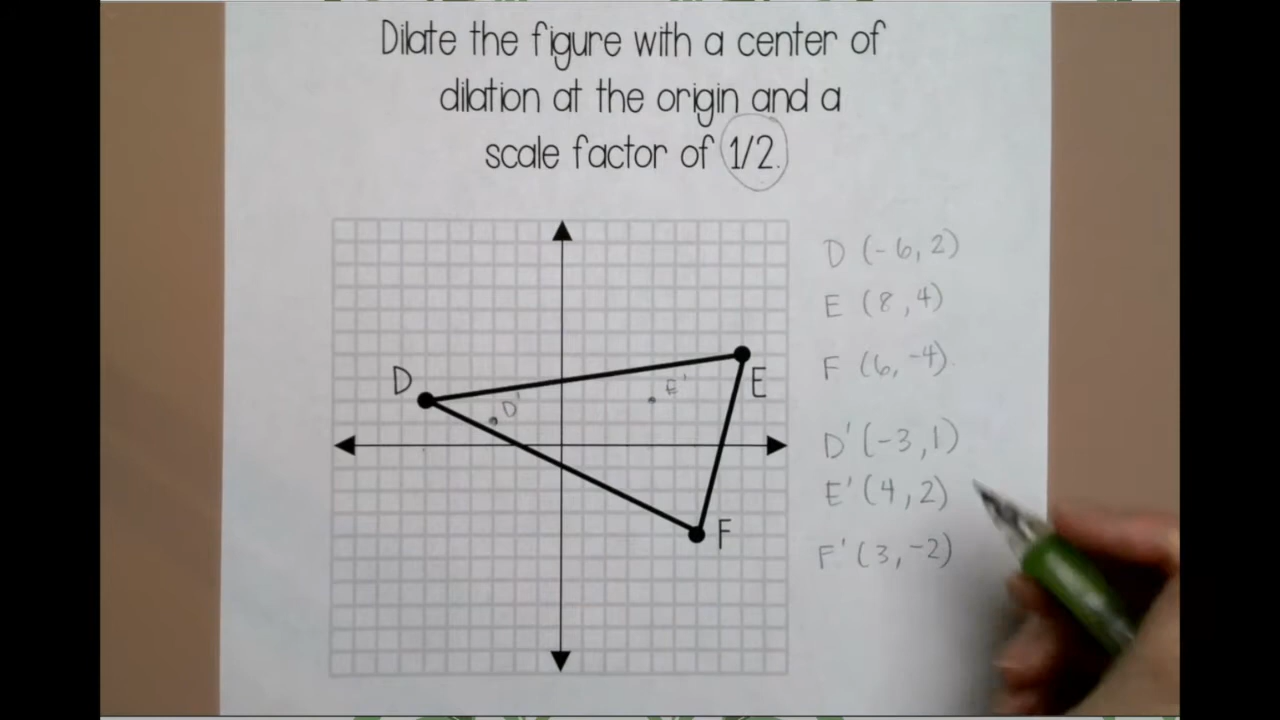 Dilate the figure with a center of
dilation at the origin and a
scale factor of 1/2.
D (-6, 2)
E (8, 4)
F (6, -4).
D
D'
E'
E
F
D' (-3, 1)
E' (4, 2)
F' (3, -2)